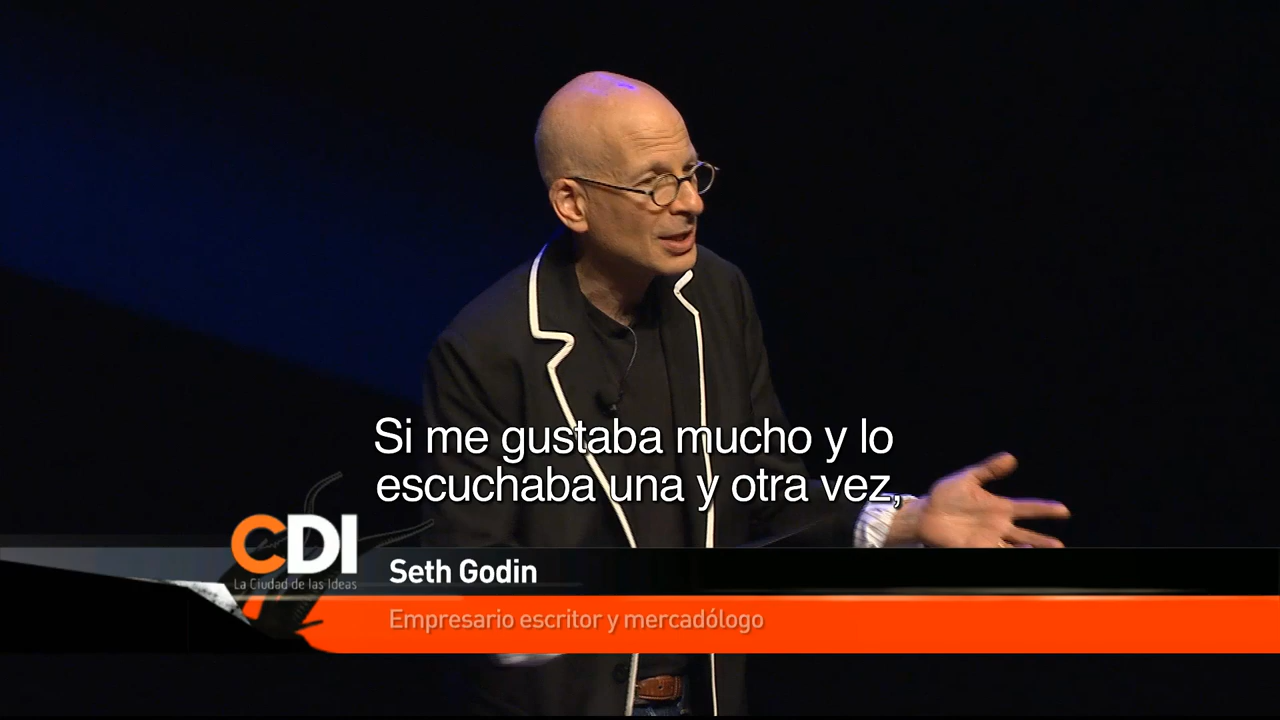 Si me gustaba mucho y lo
escuchaba una y otra vez,
CDI
La Ciudad de las Ideas
Seth Godin
Empresario escritor y mercadólogo